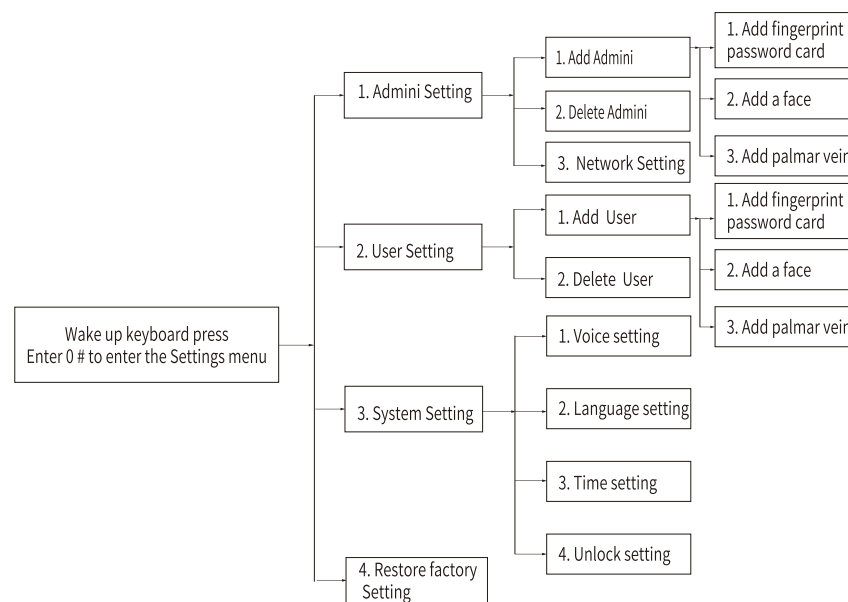 Wake up keyboard press
Enter 0 # to enter the Settings menu
1. Admini Setting
1. Add Admini
1. Add fingerprint
password card
2. Add a face
3. Add palmar vein
2. Delete Admini
3. Network Setting
2. User Setting
1. Add User
1. Add fingerprint
password card
2. Add a face
3. Add palmar vein
2. Delete User
3. System Setting
1. Voice setting
2. Language setting
3. Time setting
4. Unlock setting
4. Restore factory
Setting